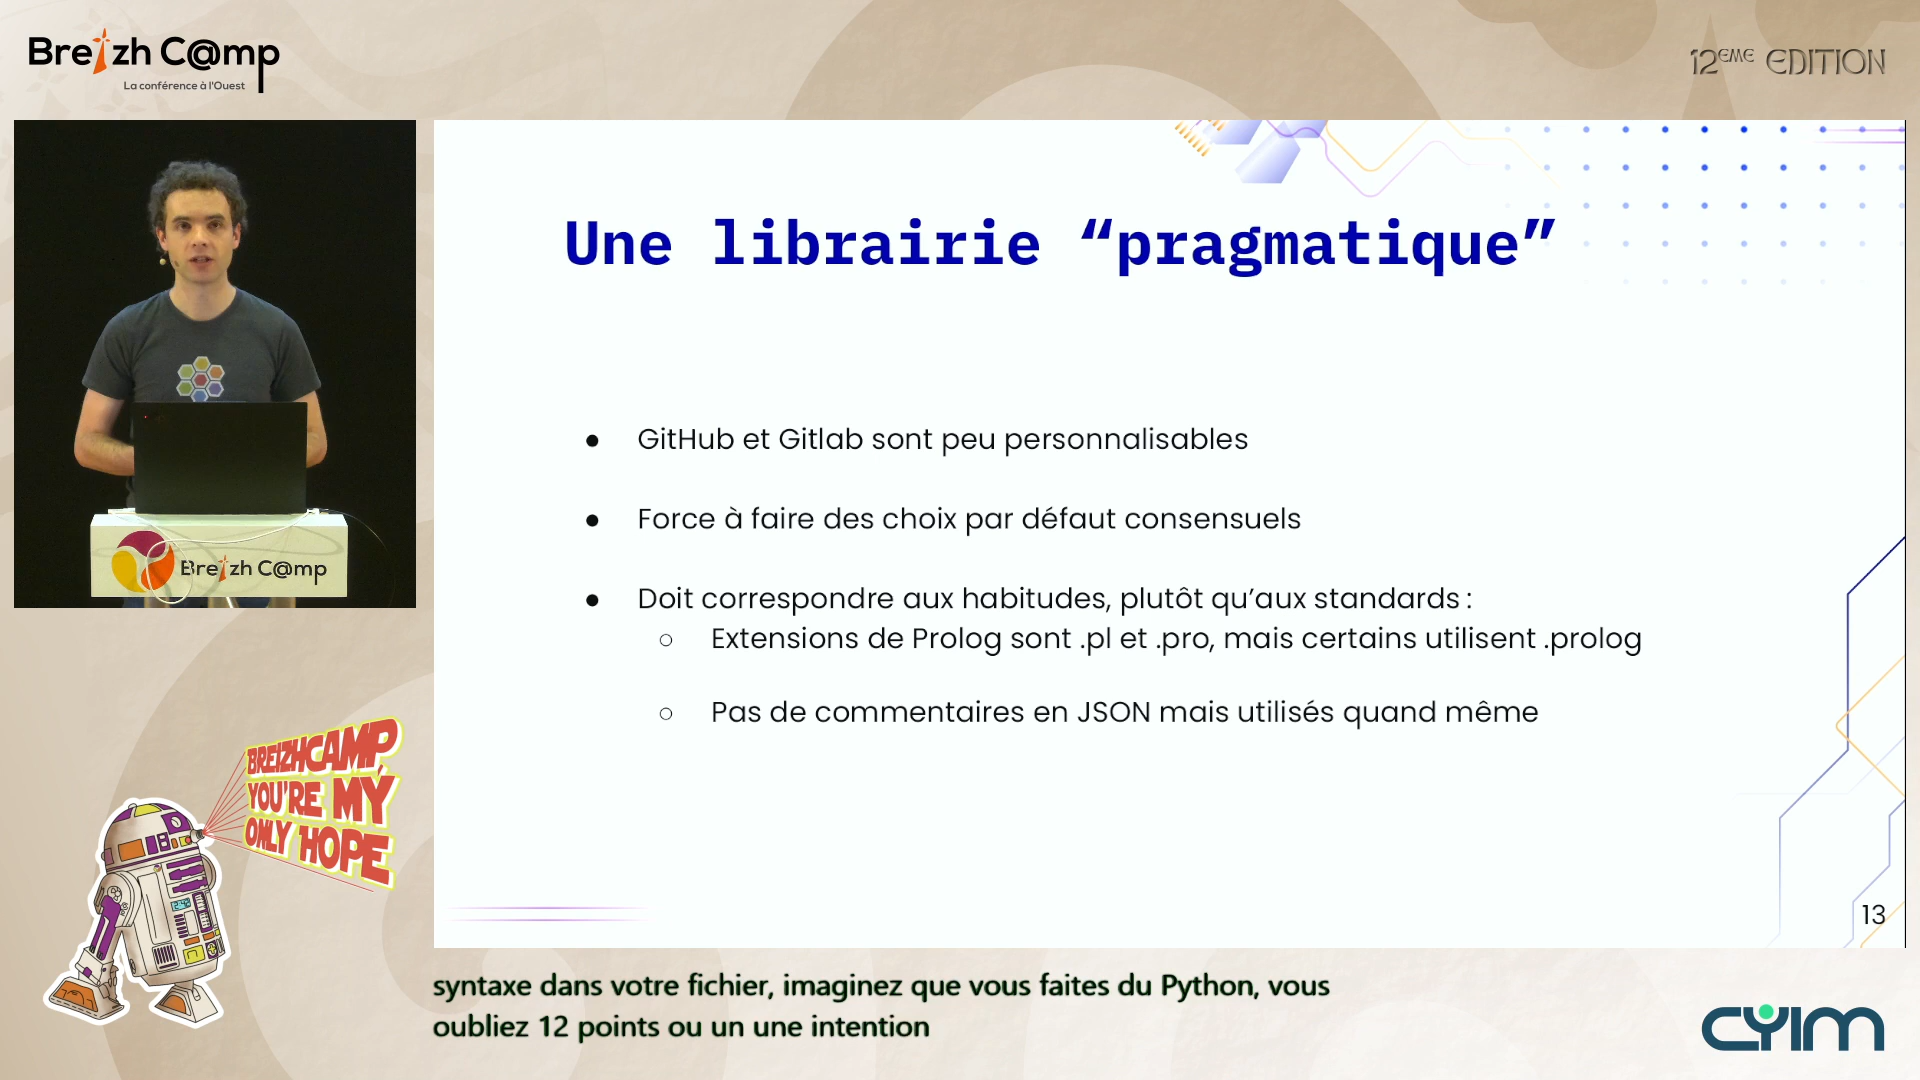 Breizh C@mp
La conférence à l'Ouest
12EME EDITION
Une librairie “pragmatique”
● GitHub et Gitlab sont peu personnalisables
● Force à faire des choix par défaut consensuels
● Doit correspondre aux habitudes, plutôt qu’aux standards :
○ Extensions de Prolog sont .pl et .pro, mais certains utilisent .prolog
○ Pas de commentaires en JSON mais utilisés quand même
13
Breizh C@mp
BREIZHCAMP,
YOU'RE MY
ONLY HOPE
syntaxe dans votre fichier, imaginez que vous faites du Python, vous
oubliez 12 points ou un une intention
CYIM